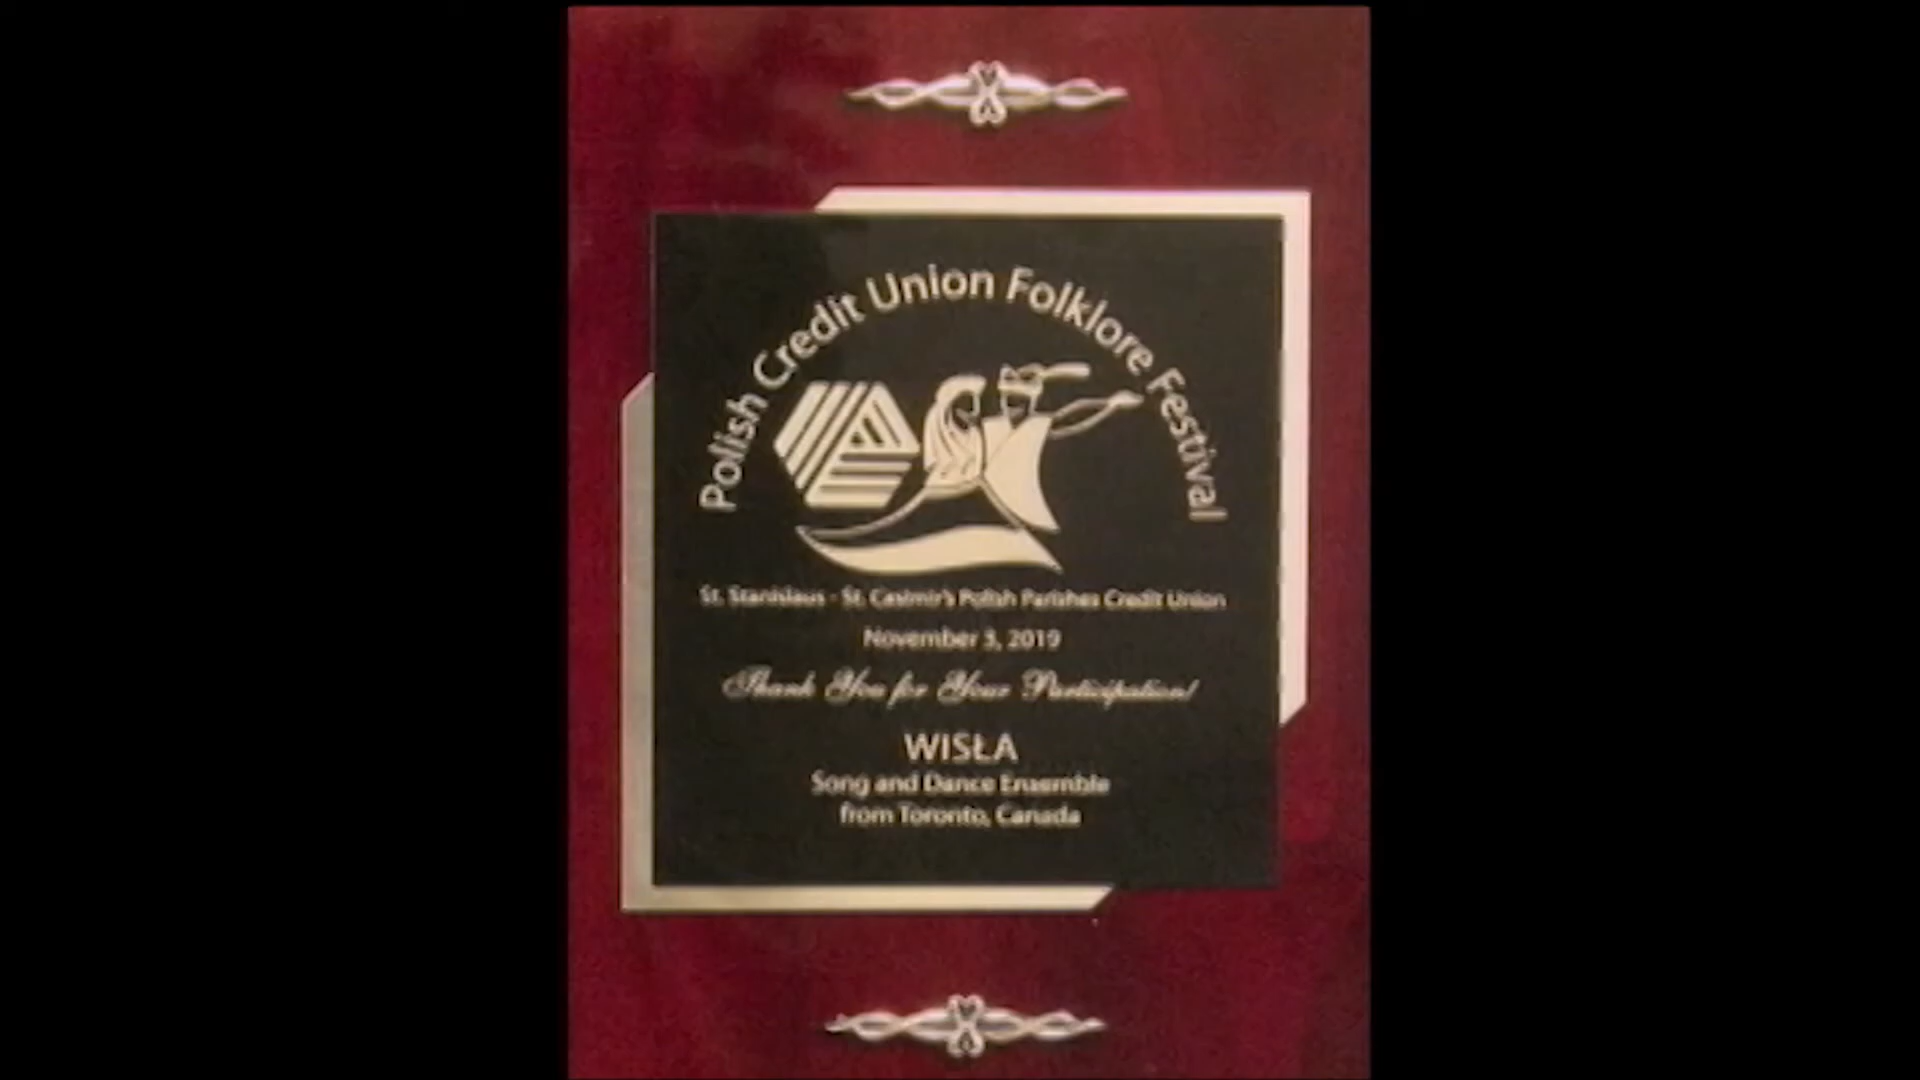 Polish Credit Union Folklore Festival
St. Stanislaus - St. Casimir's Polish Parishes Credit Union
November 3, 2019
Thank You for Your Participation!
WISŁA
Song and Dance Ensemble
from Toronto, Canada